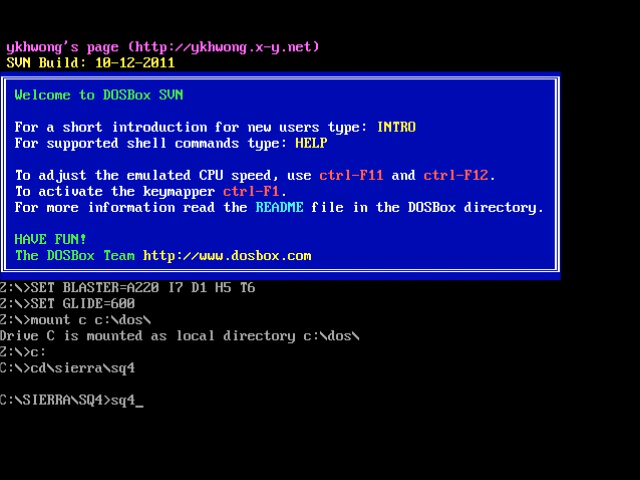 ykhwong's page (http://ykhwong.x-y.net)
SVN Build: 10-12-2011
Welcome to DOSBox SVN
For a short introduction for new users type: INTRO
For supported shell commands type: HELP
To adjust the emulated CPU speed, use ctrl-F11 and ctrl-F12.
To activate the keymapper ctrl-F1.
For more information read the README file in the DOSBox directory.
HAVE FUN!
The DOSBox Team http://www.dosbox.com
Z:\>SET BLASTER=A220 I7 D1 H5 T6
Z:\>SET GLIDE=600
Z:\>mount c c:\dos\
Drive C is mounted as local directory c:\dos\
Z:\>c:
C:\>cd\sierra\sq4
C:\SIERRA\SQ4>sq4_